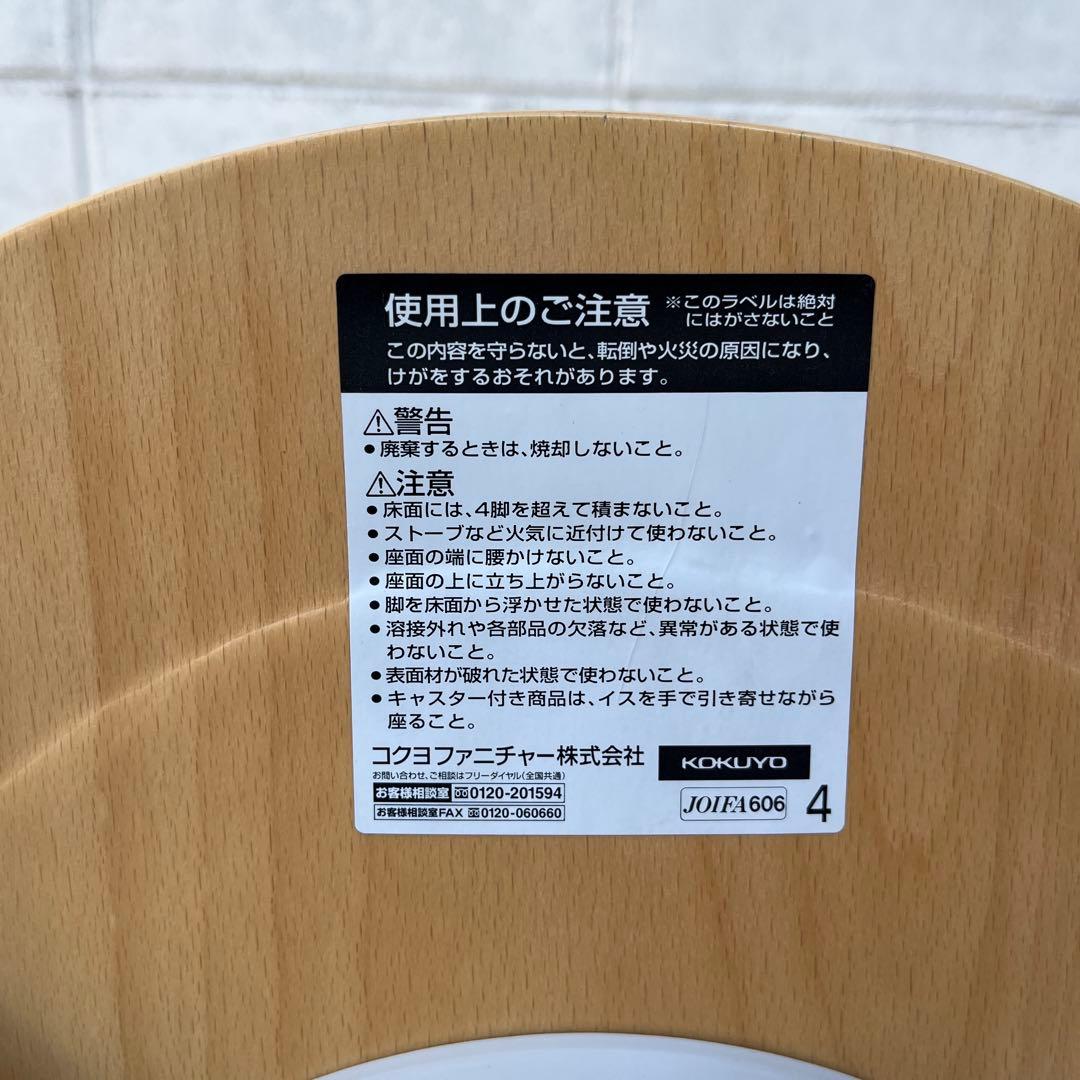 使用上のご注意 ※このラベルは絶対
にはがさないこと
この内容を守らないと、転倒や火災の原因になり、
けがをするおそれがあります。
⚠警告
●廃棄するときは、焼却しないこと。
⚠注意
●床面には、4脚を超えて積まないこと。
●ストーブなど火気に近付けて使わないこと。
●座面の端に腰かけないこと。
●座面の上に立ち上がらないこと。
●脚を床面から浮かせた状態で使わないこと。
●溶接外れや各部品の欠落など、異常がある状態で使
わないこと。
●表面材が破れた状態で使わないこと。
●キャスター付き商品は、イスを手で引き寄せながら
座ること。
コクヨファニチャー株式会社 KOKUYO
お問い合わせ、ご相談はフリーダイヤル(全国共通)
お客様相談室 0120-201594
お客様相談室FAX 0120-060660
JOIFA606 4